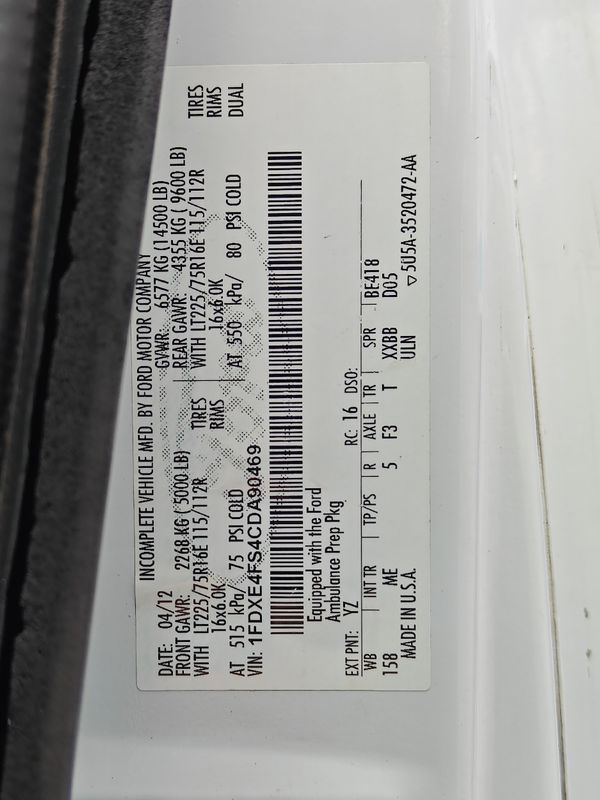 INCOMPLETE VEHICLE MFD. BY FORD MOTOR COMPANY
DATE: 04/12 GVWR: 6577 KG (14500 LB)
FRONT GAWR: 2268 KG ( 5000 LB) REAR GAWR: 4355 KG ( 9600 LB)
WITH LT225/75R16E 115/112R TIRES WITH LT225/75R16E 115/112R TIRES
16x6.0K RIMS 16x6.0K RIMS
AT 515 kPa/ 75 PSI COLD AT 550 kPa/ 80 PSI COLD DUAL
VIN: 1FDXE4FS4CDA90469
Equipped with the Ford
Ambulance Prep Pkg
EXT PNT: YZ RC: 16 DSO:
WB INT TR TP/PS R AXLE TR SPR BE418
158 ME 5 F3 T XXBB D05
MADE IN U.S.A. ULN ▽5U5A-3520472-AA